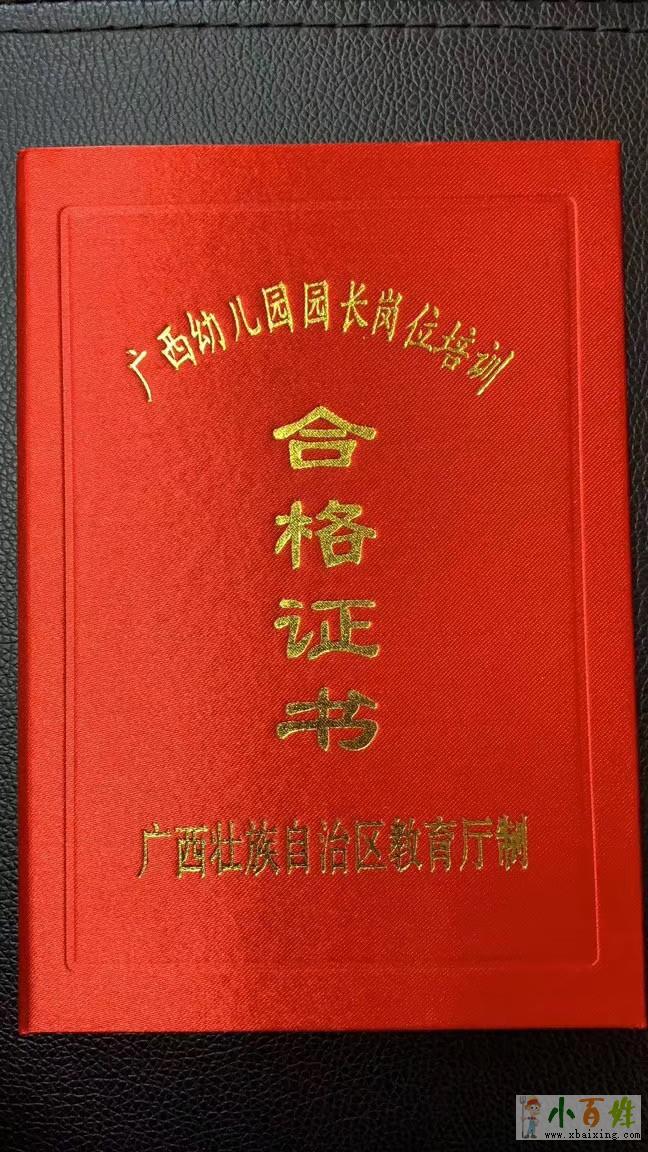 广西幼儿园园长岗位培训
合格证书
广西壮族自治区教育厅制
小百姓
www.xbaixing.com